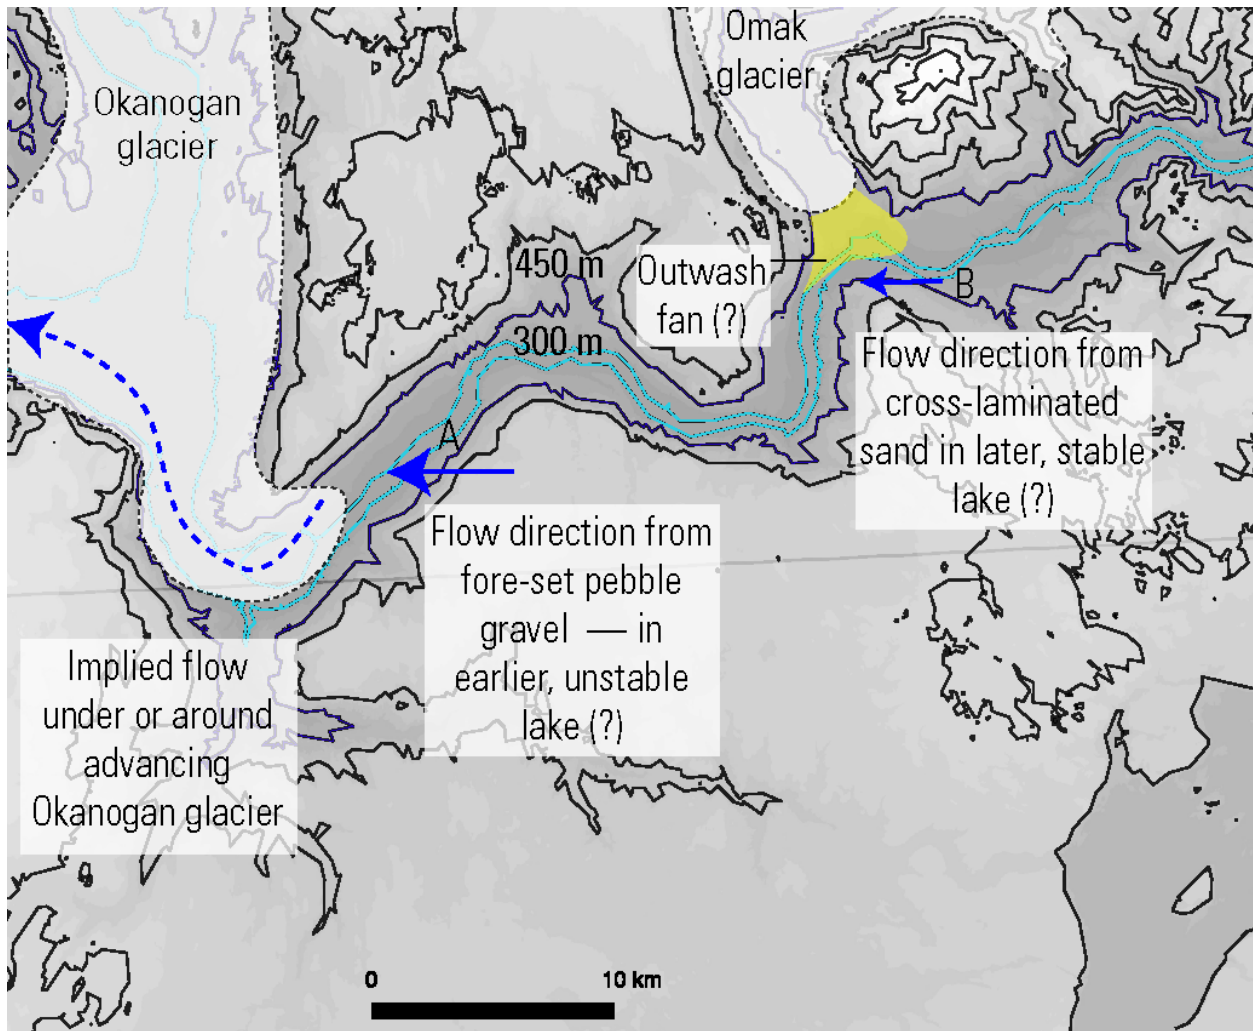 Okanogan
glacier
Omak
glacier
450 m
300 m
Outwash
fan (?)
B
Flow direction from
cross-laminated
sand in later, stable
lake (?)
A
Flow direction from
fore-set pebble
gravel — in
earlier, unstable
lake (?)
Implied flow
under or around
advancing
Okanogan glacier
0 10 km